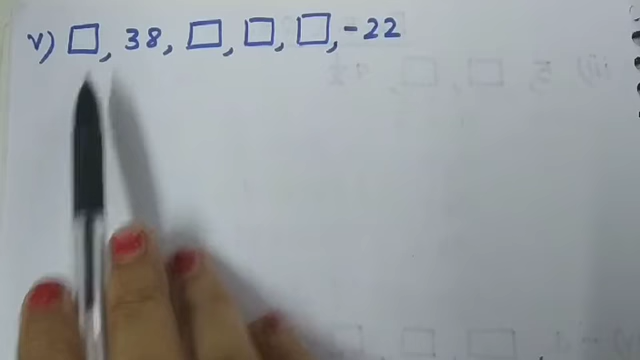 v) □, 38, □, □, □, -22